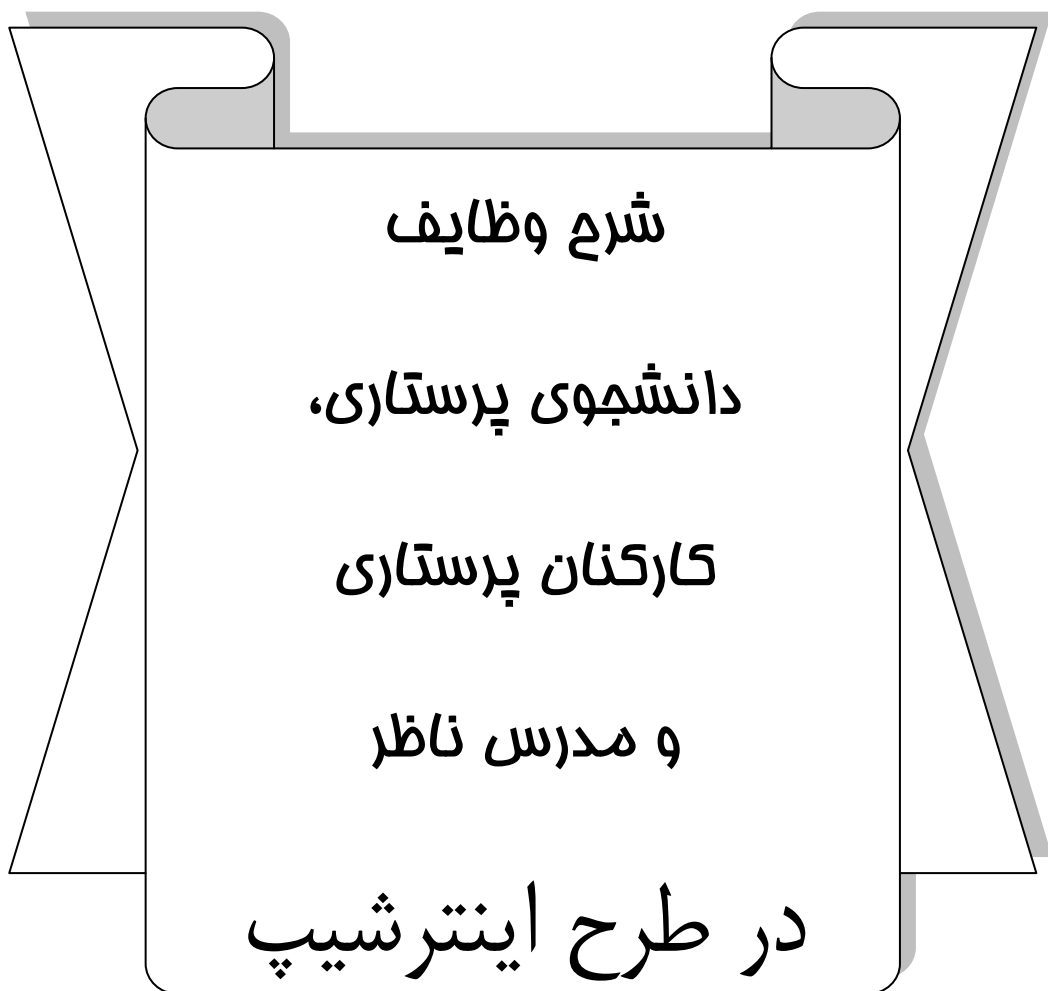 شرح وظایف
دانشجوی پرستاری،
کارکنان پرستاری
و مدرس ناظر
در طرح اینترشیپ